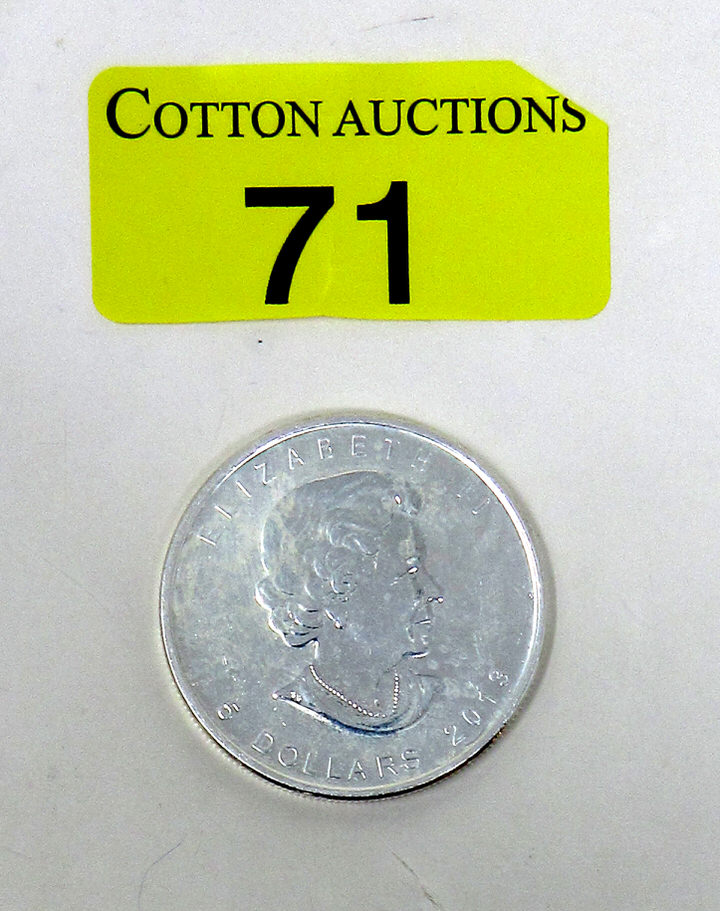 COTTON AUCTIONS
71
ELIZABETH II
5 DOLLARS 2013